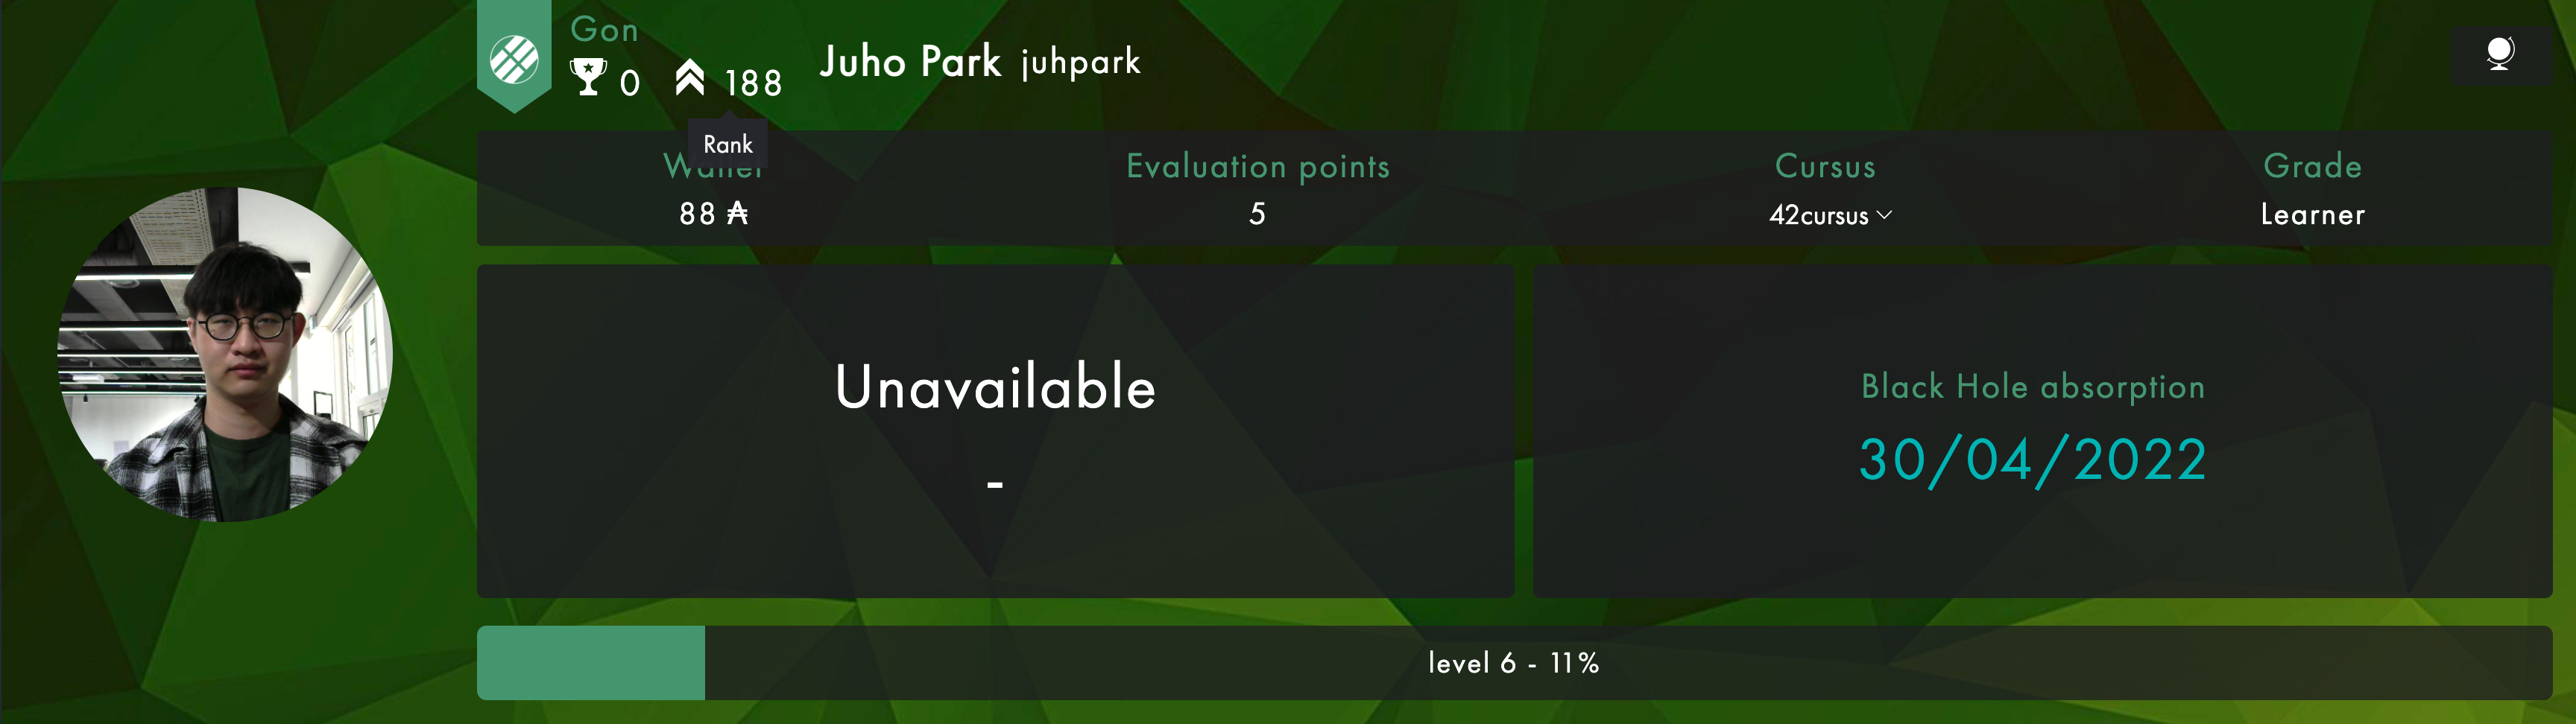 Gon
0 188
Juho Park juhpark
Rank
Wallet
88 ₳
Evaluation points
5
Cursus
42cursus
Grade
Learner
Unavailable
-
Black Hole absorption
30/04/2022
level 6 - 11%